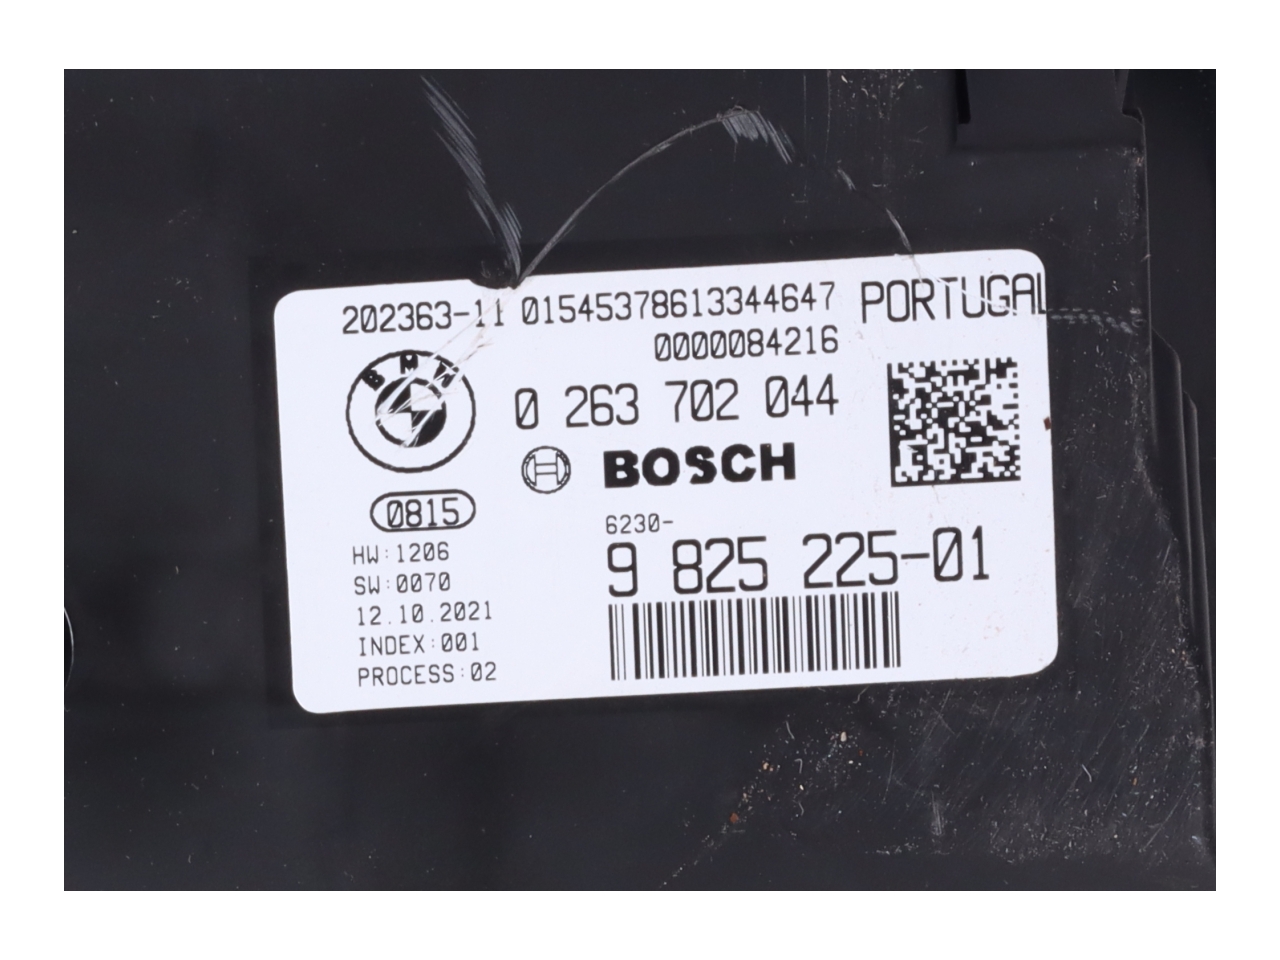 202363-11 01545378613344647 PORTUGAL
0000084216
BMW
0 263 702 044
BOSCH
0815
6230-
9 825 225-01
HW:1206
SW:0070
12.10.2021
INDEX:001
PROCESS:02